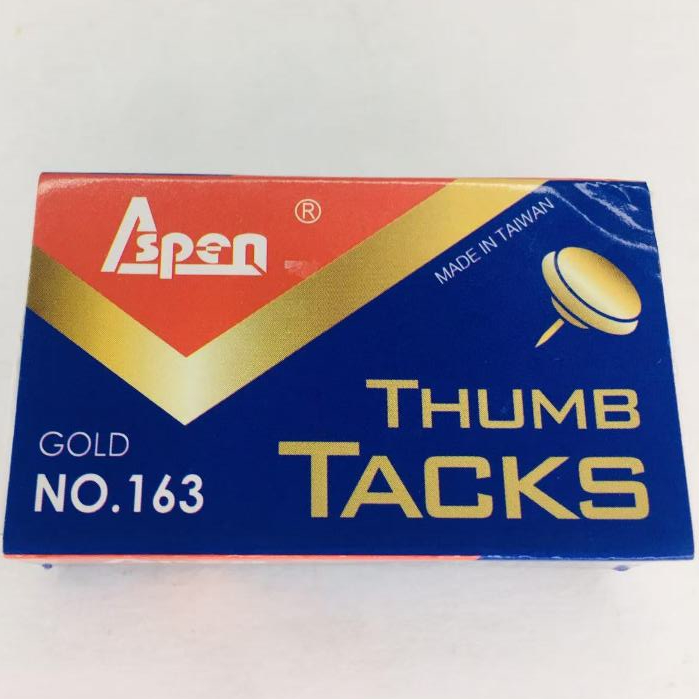 Aspen ®
MADE IN TAIWAN
THUMB
TACKS
GOLD
NO.163